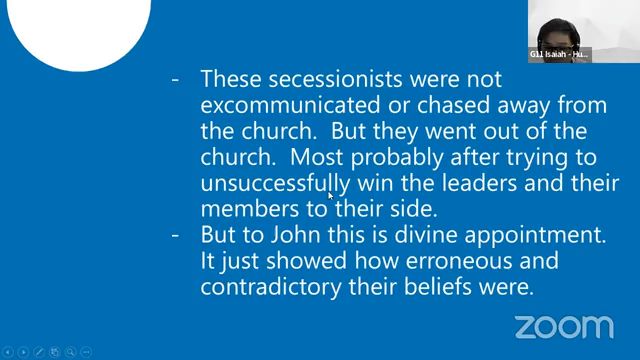 G11 Isaiah - Hu...
- These secessionists were not
excommunicated or chased away from
the church.  But they went out of the
church.  Most probably after trying to
unsuccessfully win the leaders and their
members to their side.
- But to John this is divine appointment.
It just showed how erroneous and
contradictory their beliefs were.
zoom